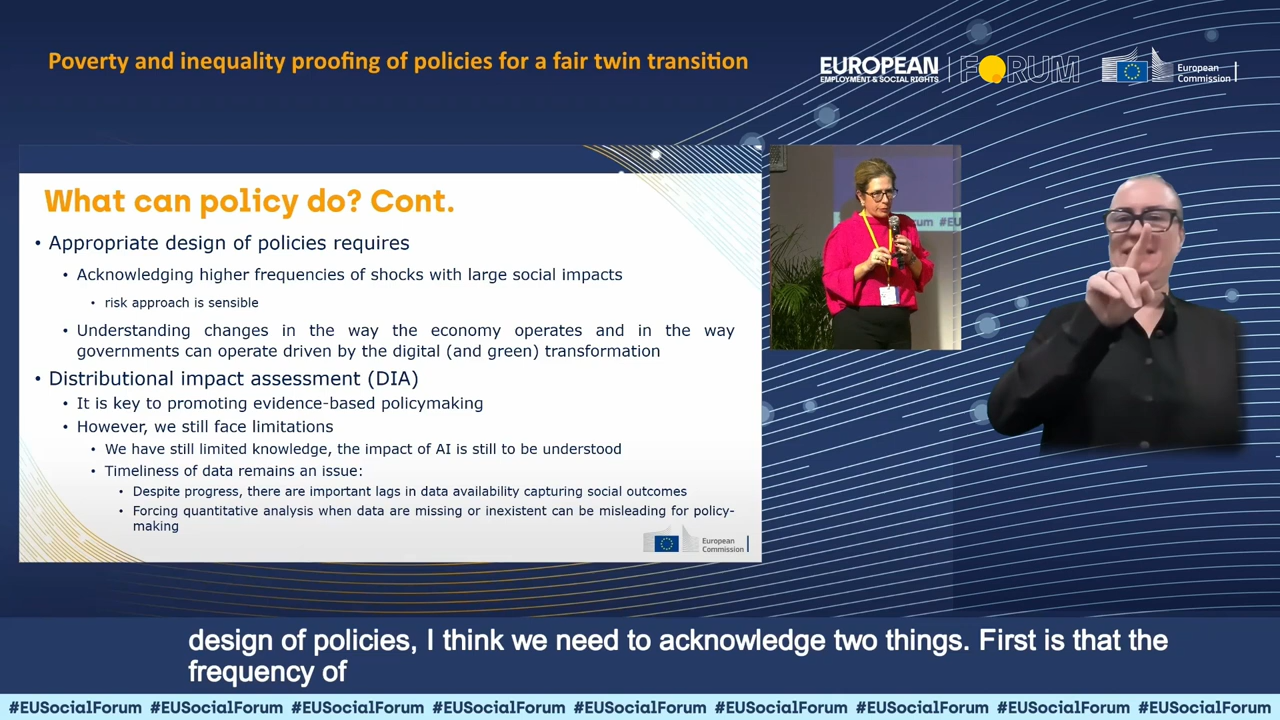 Poverty and inequality proofing of policies for a fair twin transition
EUROPEAN
EMPLOYMENT & SOCIAL RIGHTS
FORUM
European
Commission
What can policy do? Cont.
• Appropriate design of policies requires
• Acknowledging higher frequencies of shocks with large social impacts
• risk approach is sensible
• Understanding changes in the way the economy operates and in the way
governments can operate driven by the digital (and green) transformation
• Distributional impact assessment (DIA)
• It is key to promoting evidence-based policymaking
• However, we still face limitations
• We have still limited knowledge, the impact of AI is still to be understood
• Timeliness of data remains an issue:
• Despite progress, there are important lags in data availability capturing social outcomes
• Forcing quantitative analysis when data are missing or inexistent can be misleading for policy-
making
European
Commission
rum #EU
design of policies, I think we need to acknowledge two things. First is that the
frequency of
#EUSocialForum #EUSocialForum #EUSocialForum #EUSocialForum #EUSocialForum #EUSocialForum #EUSocialForum #EUSocialForum #EUSocialForum